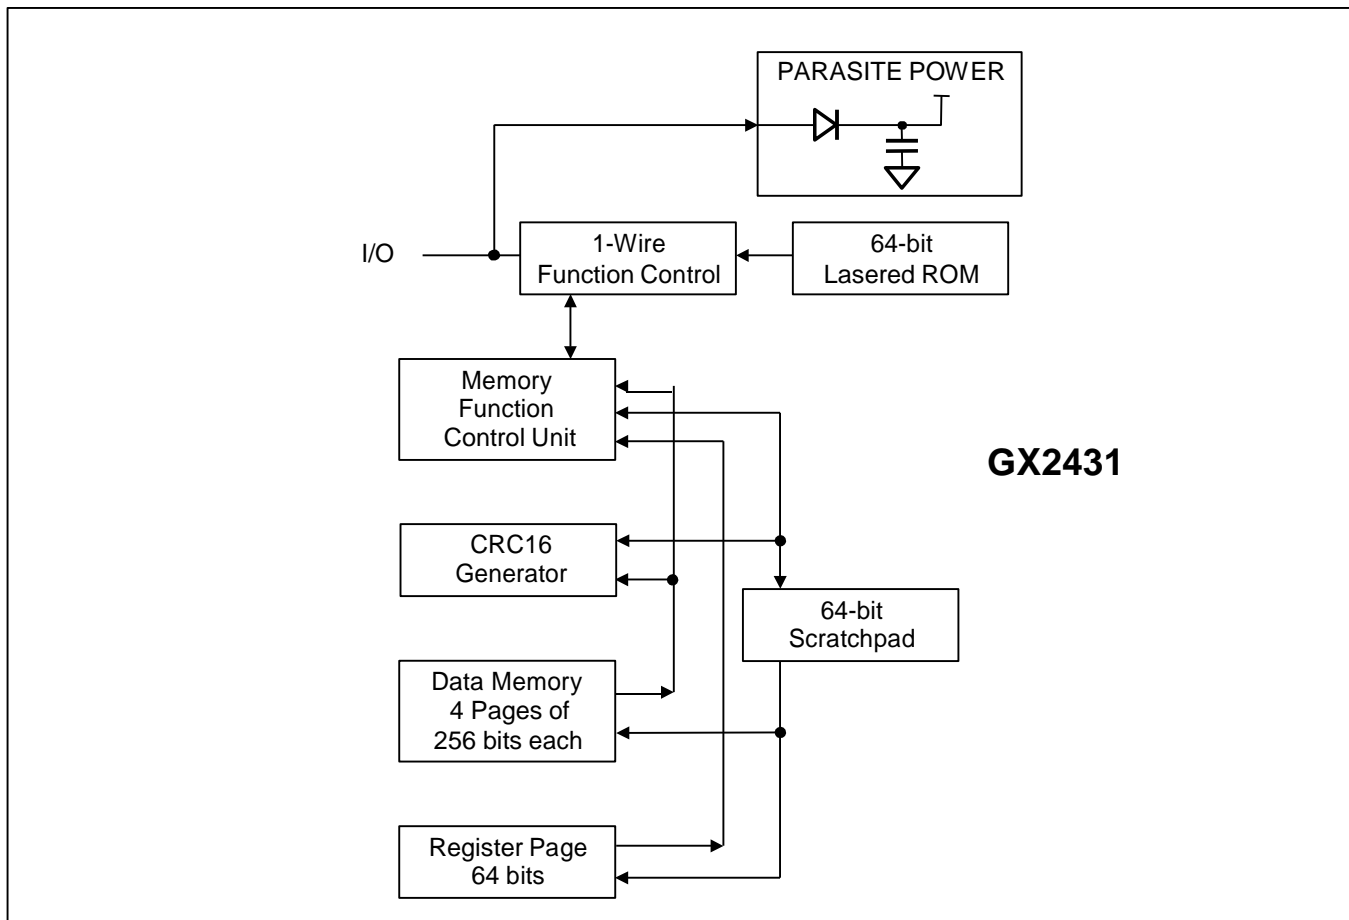 PARASITE POWER
I/O
1-Wire
Function Control
64-bit
Lasered ROM
Memory
Function
Control Unit
GX2431
CRC16
Generator
64-bit
Scratchpad
Data Memory
4 Pages of
256 bits each
Register Page
64 bits